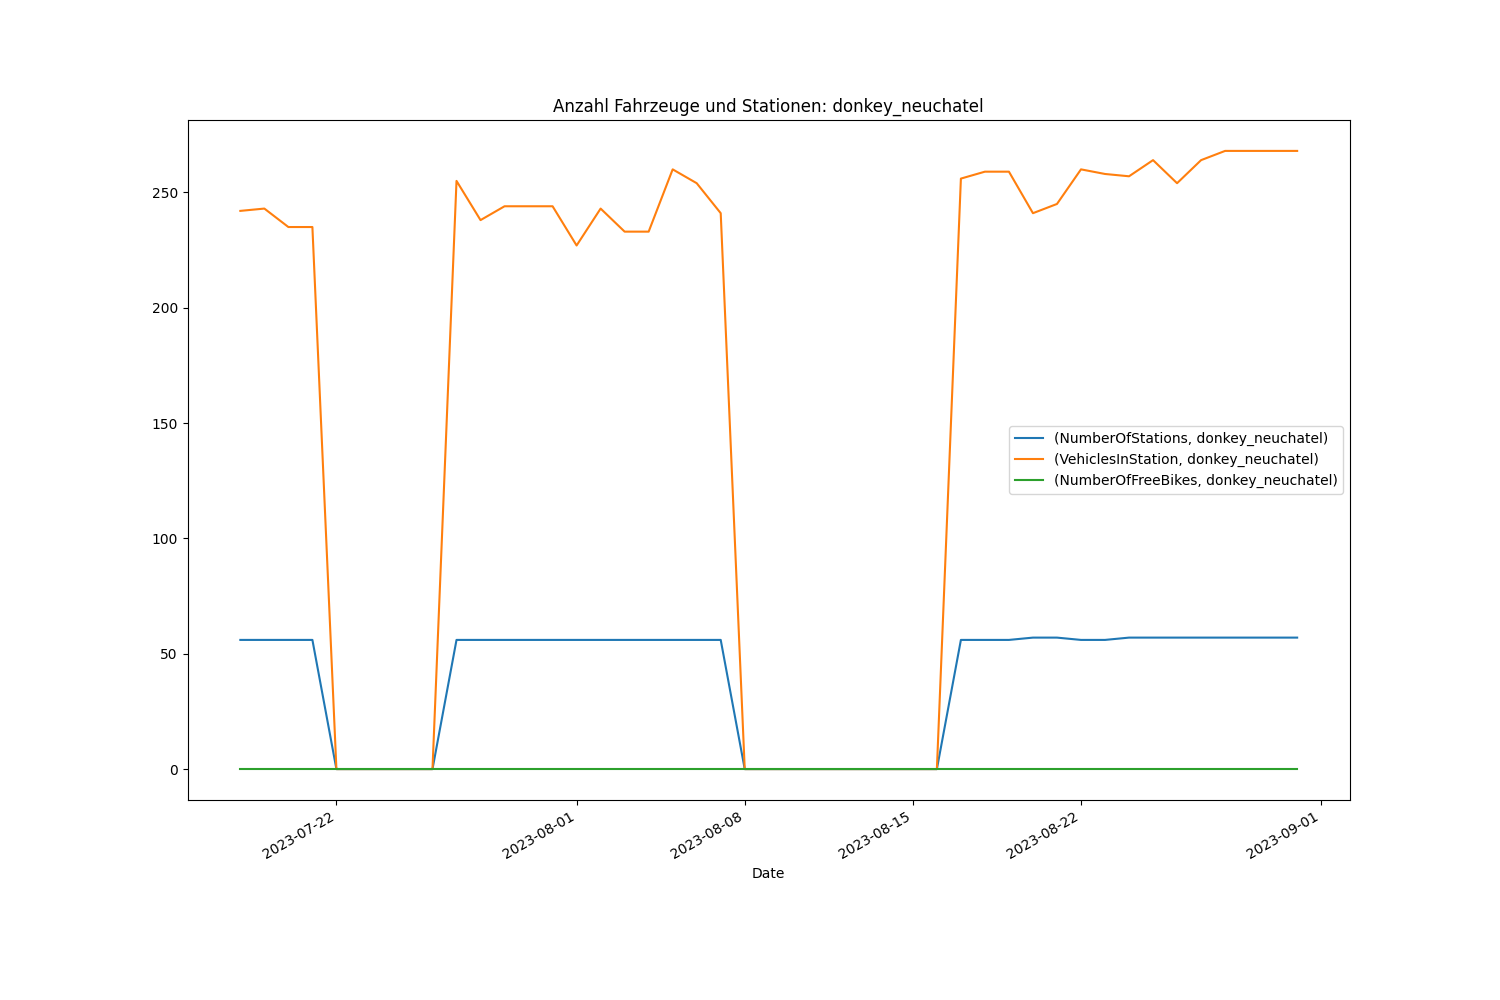 Anzahl Fahrzeuge und Stationen: donkey_neuchatel
250
200
150
100
50
0
(NumberOfStations, donkey_neuchatel)
(VehiclesInStation, donkey_neuchatel)
(NumberOfFreeBikes, donkey_neuchatel)
2023-07-22
2023-08-01
2023-08-08
2023-08-15
2023-08-22
2023-09-01
Date